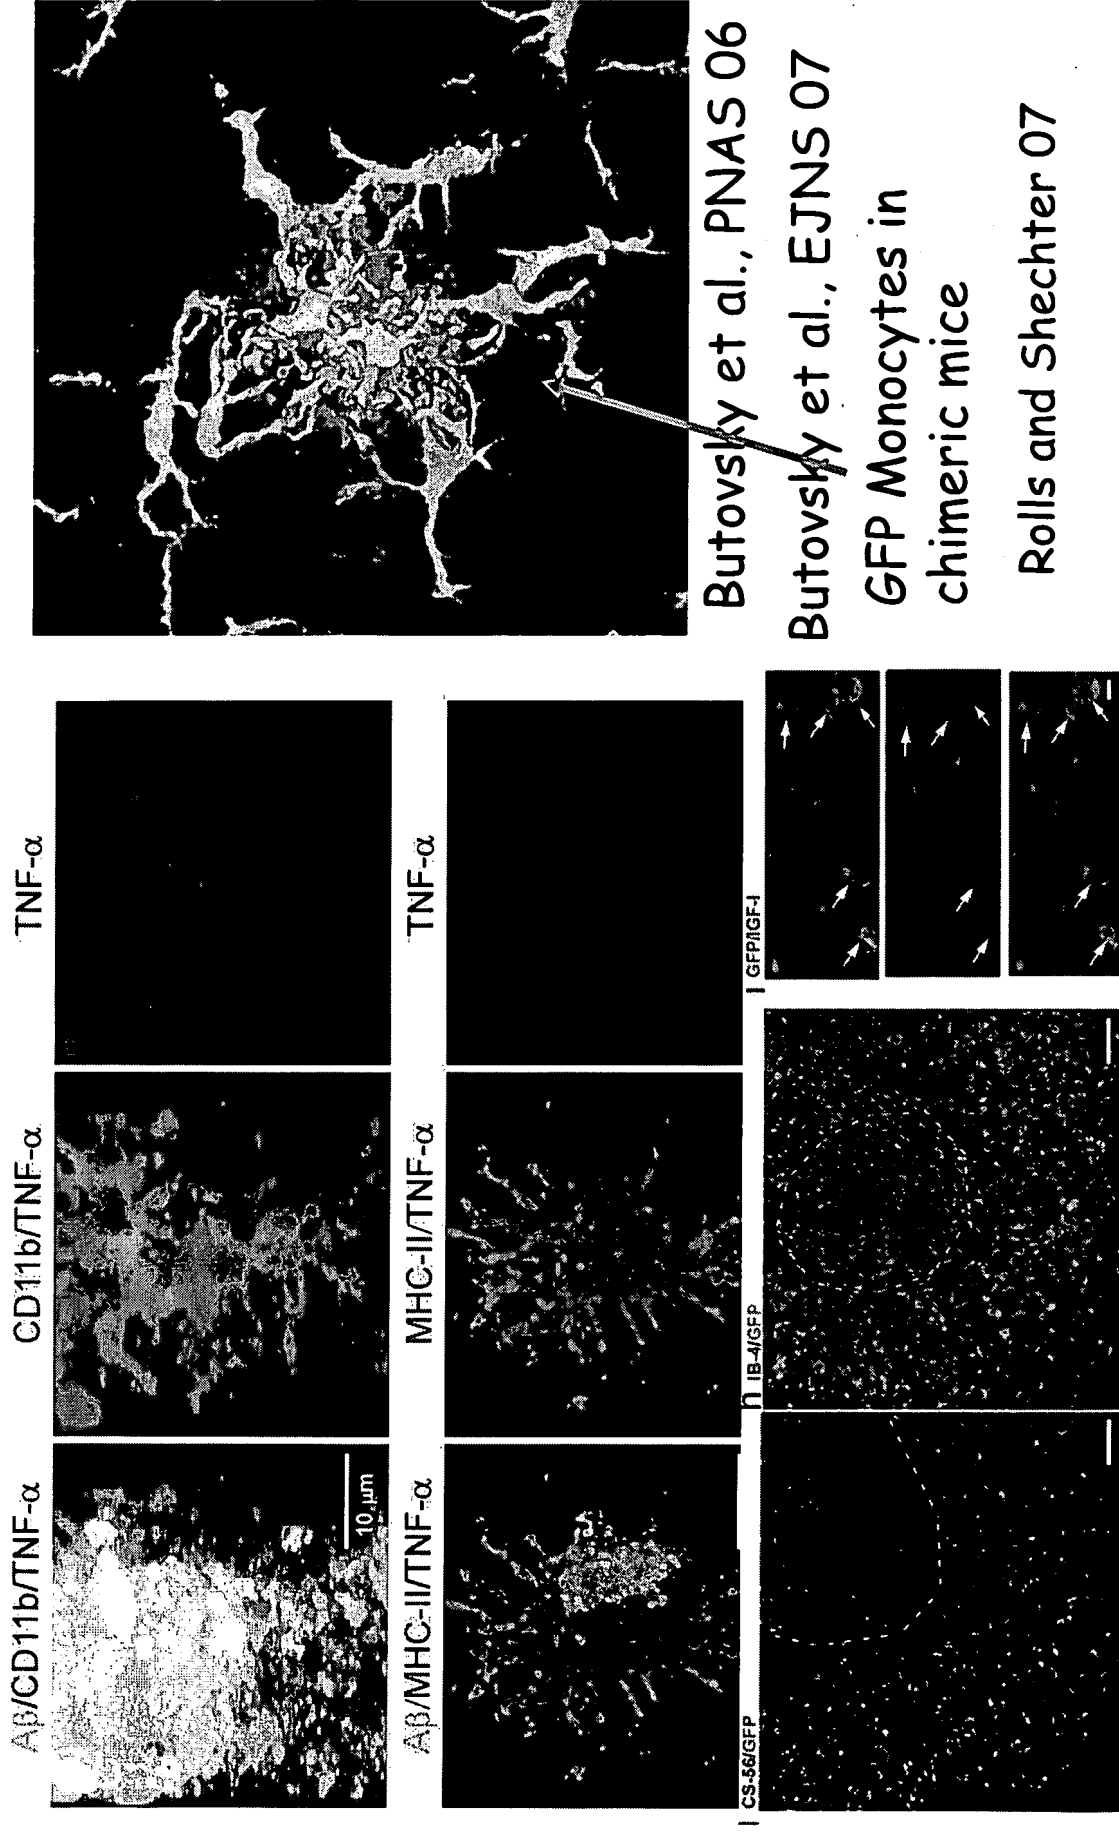 Aβ/CD11b/TNF-α
CD11b/TNF-α
TNF-α
10 µm
Aβ/MHC-II/TNF-α
MHC-II/TNF-α
TNF-α
l CS-56/GFP
n IB-4/GFP
l GFP/IGF-I
Butovsky et al., PNAS 06
Butovsky et al., EJNS 07
GFP Monocytes in
chimeric mice
Rolls and Shechter 07